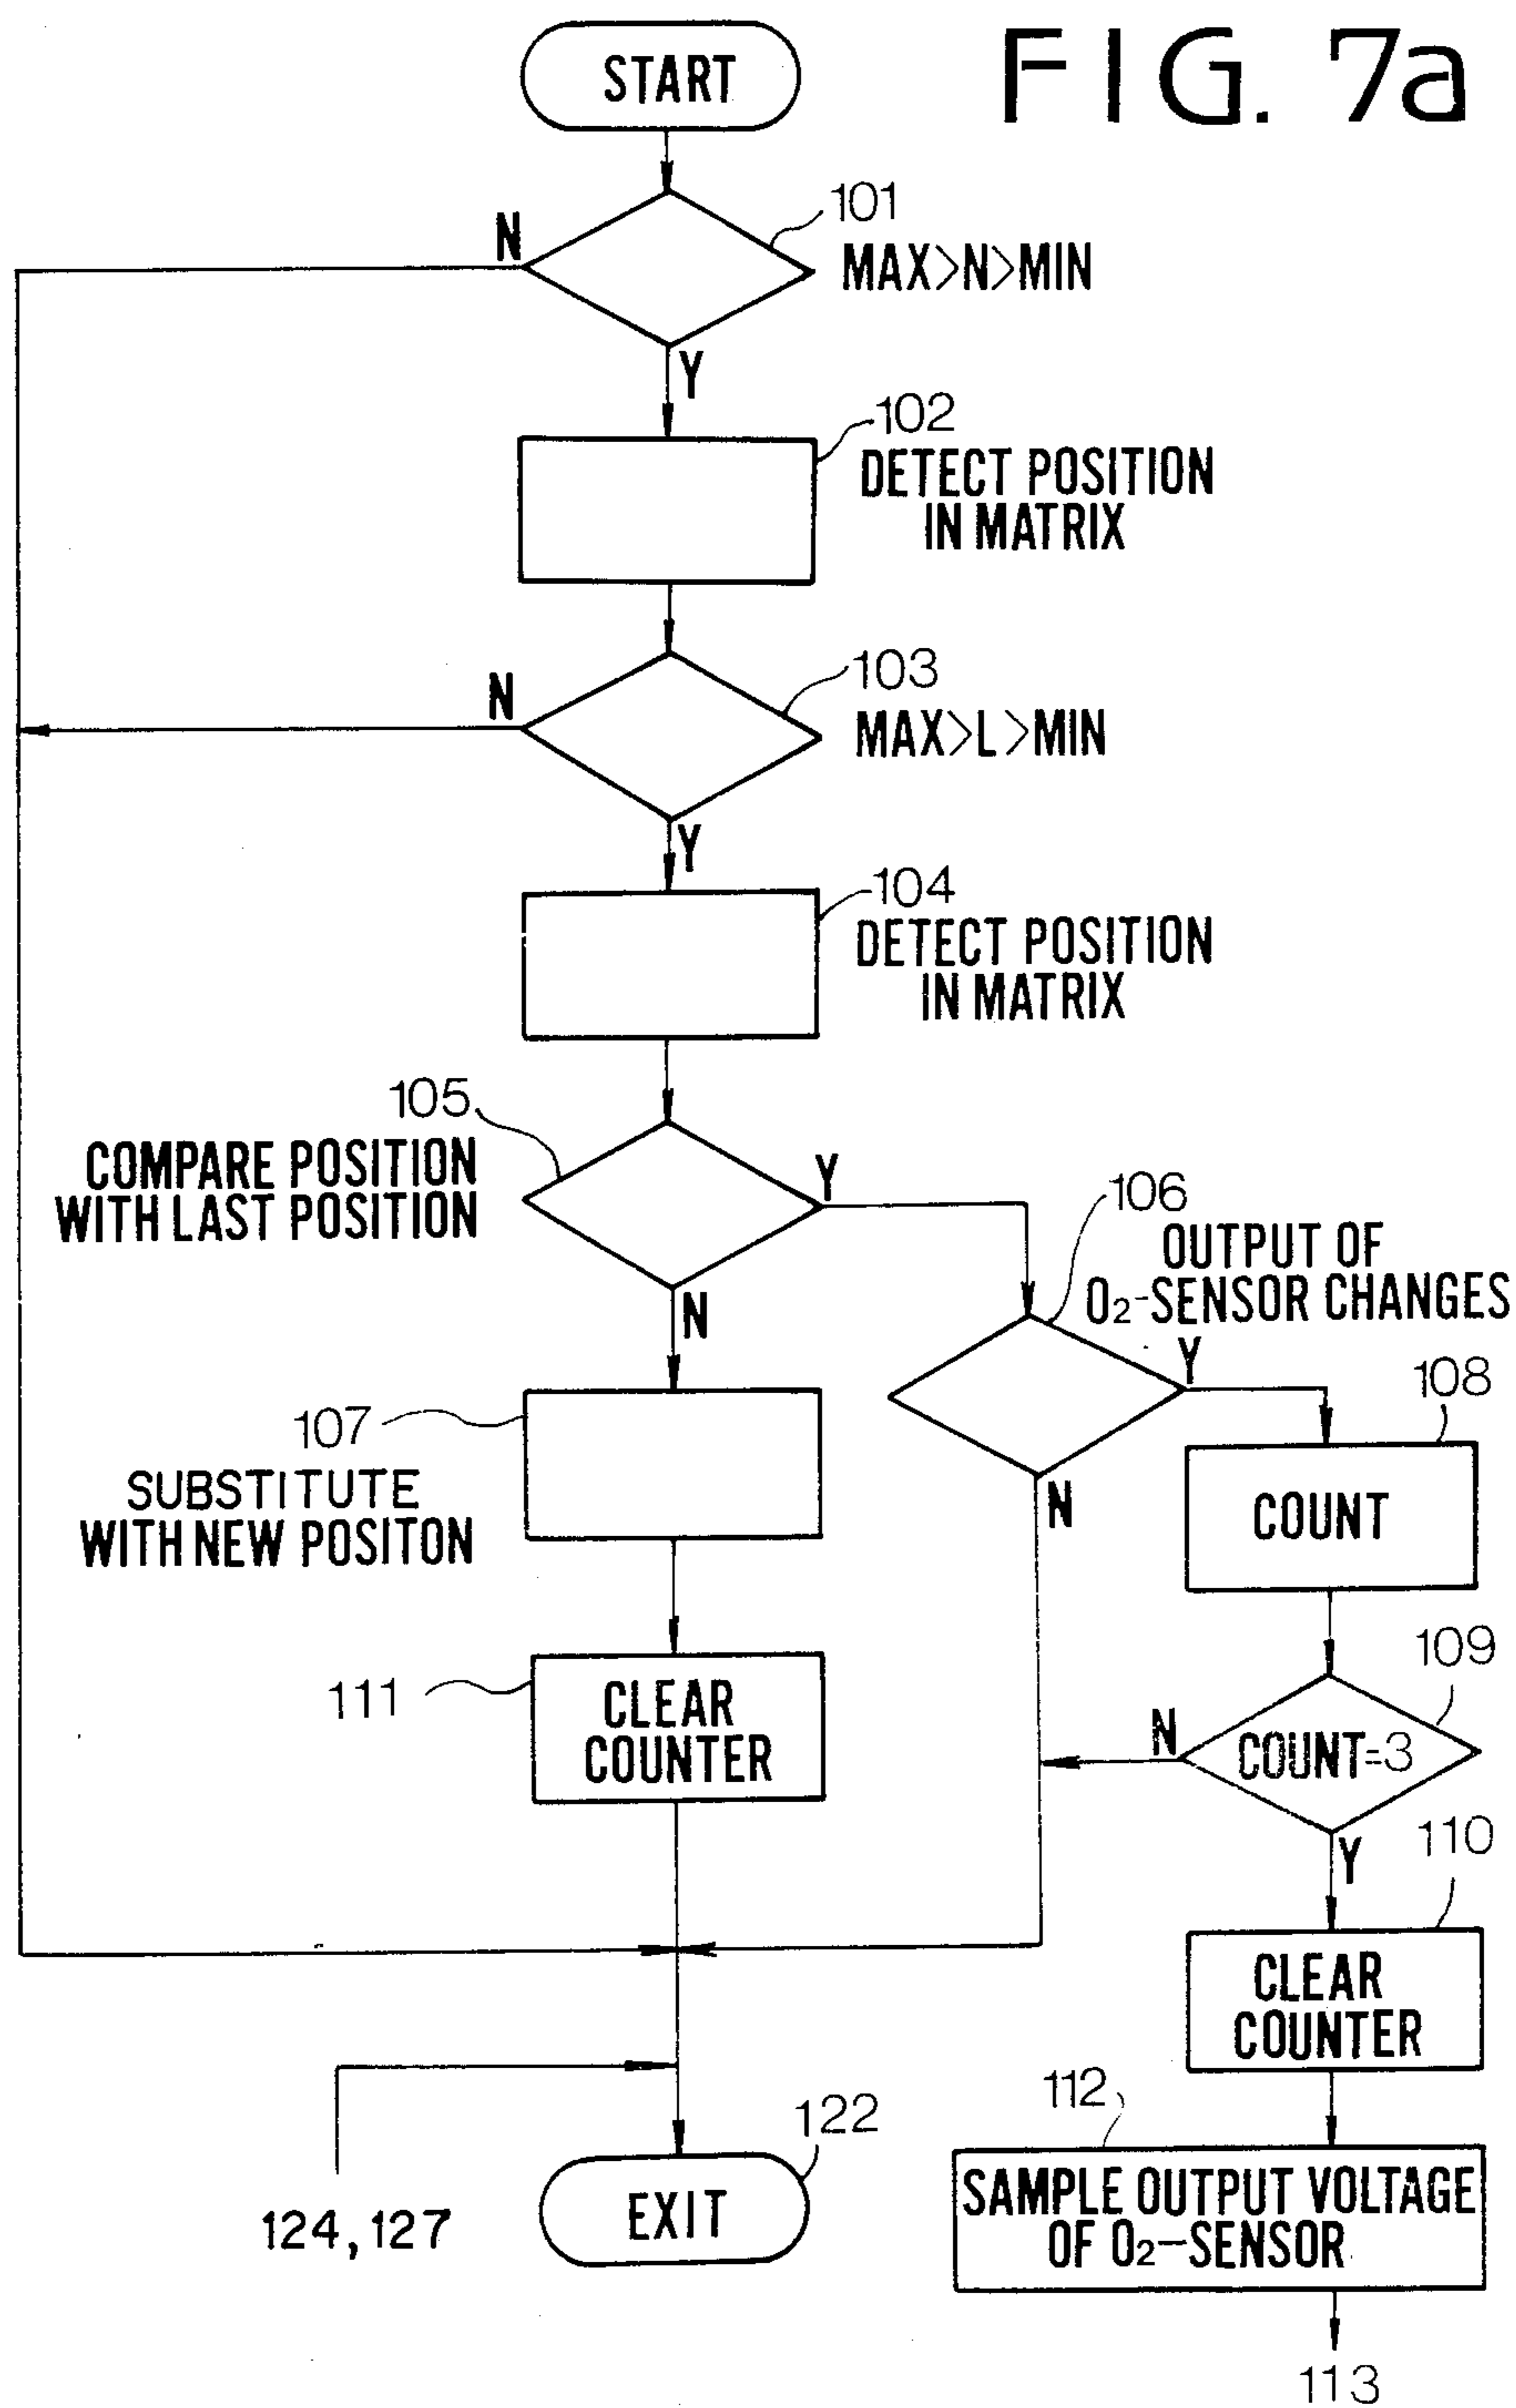 FIG. 7a
START
101
N
MAX>N>MIN
Y
102
DETECT POSITION
IN MATRIX
103
N
MAX>L>MIN
Y
104
DETECT POSITION
IN MATRIX
105
COMPARE POSITION
WITH LAST POSITION
Y
N
106
OUTPUT OF
O2-SENSOR CHANGES
Y
N
107
SUBSTITUTE
WITH NEW POSITON
108
COUNT
109
N
COUNT=3
Y
111
CLEAR
COUNTER
110
CLEAR
COUNTER
112
SAMPLE OUTPUT VOLTAGE
OF O2-SENSOR
113
122
EXIT
124,127